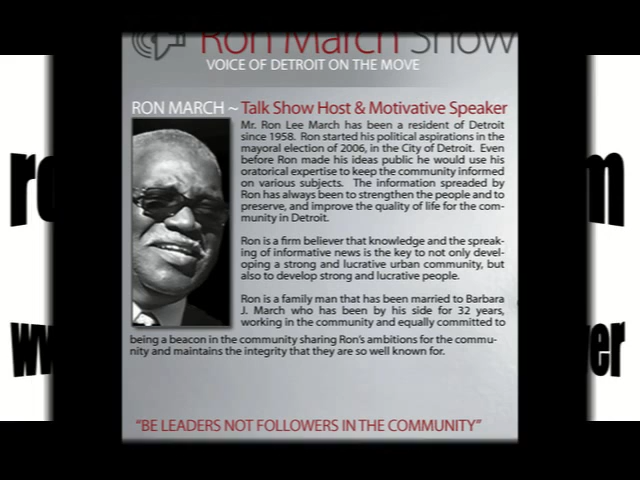 Ron March Show
VOICE OF DETROIT ON THE MOVE
RON MARCH ~ Talk Show Host & Motivative Speaker
Mr. Ron Lee March has been a resident of Detroit
since 1958. Ron started his political aspirations in the
mayoral election of 2006, in the City of Detroit. Even
before Ron made his ideas public he would use his
oratorical expertise to keep the community informed
on various subjects. The information spreaded by
Ron has always been to strengthen the people and to
preserve, and improve the quality of life for the com-
munity in Detroit.
Ron is a firm believer that knowledge and the spreak-
ing of informative news is the key to not only devel-
oping a strong and lucrative urban community, but
also to develop strong and lucrative people.
Ron is a family man that has been married to Barbara
J. March who has been by his side for 32 years,
working in the community and equally committed to
being a beacon in the community sharing Ron's ambitions for the commu-
nity and maintains the integrity that they are so well known for.
"BE LEADERS NOT FOLLOWERS IN THE COMMUNITY"